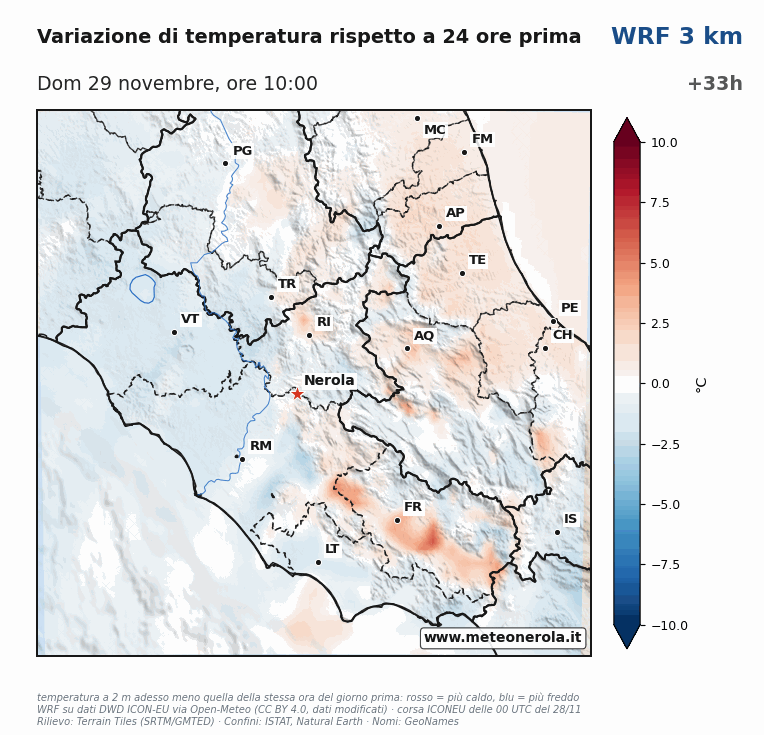 Variazione di temperatura rispetto a 24 ore prima
WRF 3 km
Dom 29 novembre, ore 10:00
+33h
MC
FM
PG
AP
TE
TR
PE
VT
RI
AQ
CH
Nerola
RM
FR
IS
LT
www.meteonerola.it
10.0
7.5
5.0
2.5
0.0
−2.5
−5.0
−7.5
−10.0
°C
temperatura a 2 m adesso meno quella della stessa ora del giorno prima: rosso = più caldo, blu = più freddo
WRF su dati DWD ICON-EU via Open-Meteo (CC BY 4.0, dati modificati) · corsa ICONEU delle 00 UTC del 28/11
Rilievo: Terrain Tiles (SRTM/GMTED) · Confini: ISTAT, Natural Earth · Nomi: GeoNames